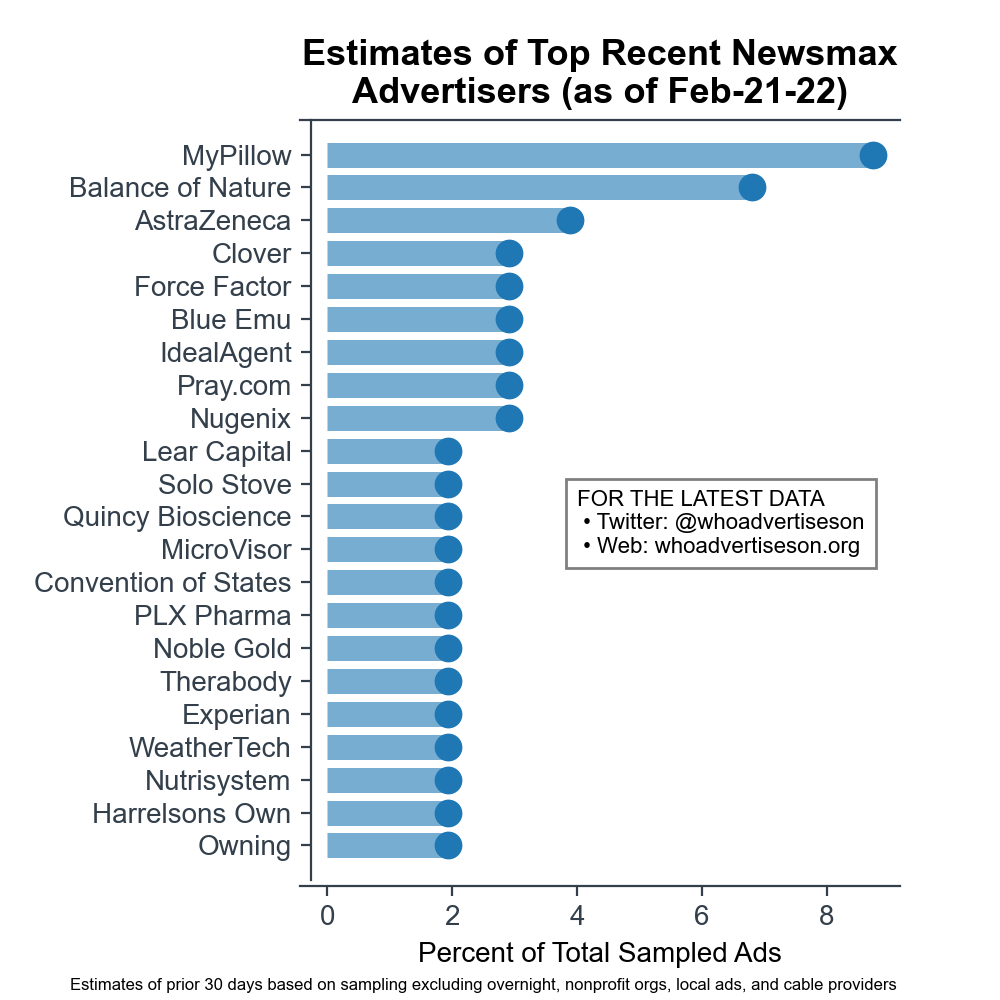 Estimates of Top Recent Newsmax
Advertisers (as of Feb-21-22)
MyPillow
Balance of Nature
AstraZeneca
Clover
Force Factor
Blue Emu
IdealAgent
Pray.com
Nugenix
Lear Capital
Solo Stove
Quincy Bioscience
MicroVisor
Convention of States
PLX Pharma
Noble Gold
Therabody
Experian
WeatherTech
Nutrisystem
Harrelsons Own
Owning
FOR THE LATEST DATA
• Twitter: @whoadvertiseson
• Web: whoadvertiseson.org
0 2 4 6 8
Percent of Total Sampled Ads
Estimates of prior 30 days based on sampling excluding overnight, nonprofit orgs, local ads, and cable providers